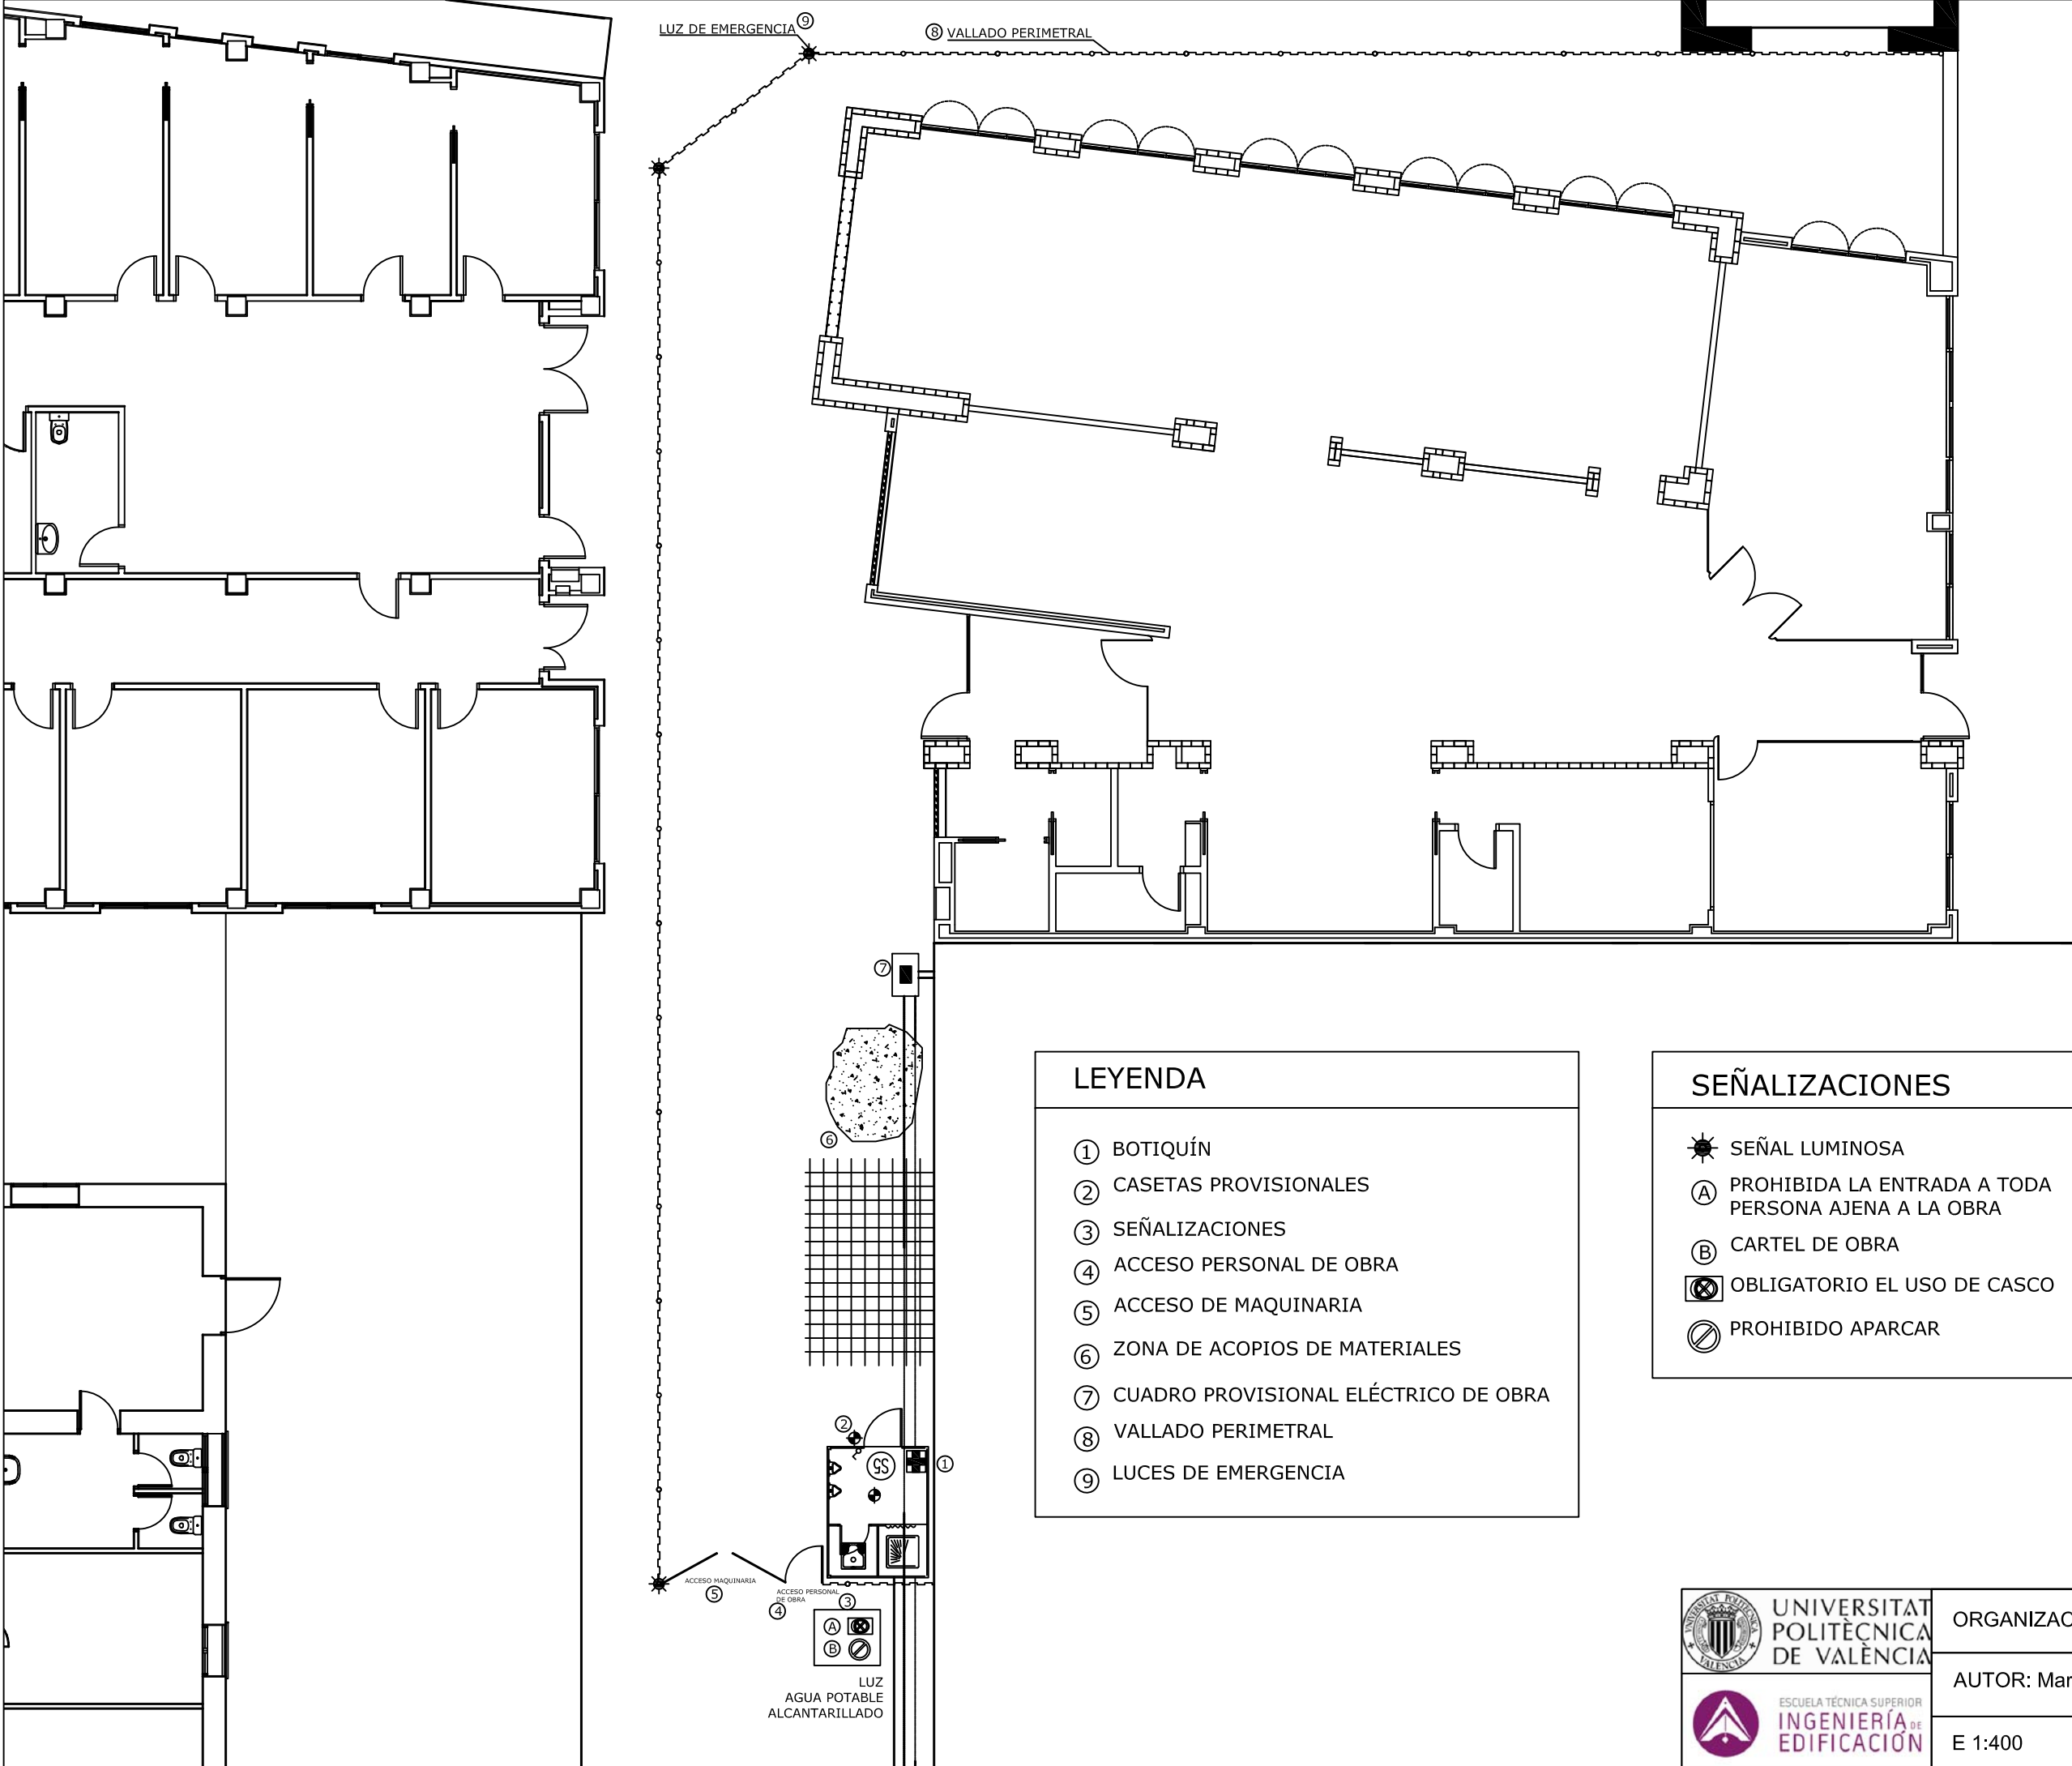 LUZ DE EMERGENCIA 9
8 VALLADO PERIMETRAL
7
6
2
SS
1
ACCESO MAQUINARIA
5
ACCESO PERSONAL
DE OBRA
4
3
A
B
LUZ
AGUA POTABLE
ALCANTARILLADO
LEYENDA
1 BOTIQUÍN
2 CASETAS PROVISIONALES
3 SEÑALIZACIONES
4 ACCESO PERSONAL DE OBRA
5 ACCESO DE MAQUINARIA
6 ZONA DE ACOPIOS DE MATERIALES
7 CUADRO PROVISIONAL ELÉCTRICO DE OBRA
8 VALLADO PERIMETRAL
9 LUCES DE EMERGENCIA
SEÑALIZACIONES
SEÑAL LUMINOSA
A PROHIBIDA LA ENTRADA A TODA
PERSONA AJENA A LA OBRA
B CARTEL DE OBRA
OBLIGATORIO EL USO DE CASCO
PROHIBIDO APARCAR
UNIVERSITAT
POLITÈCNICA
DE VALÈNCIA
ESCUELA TÉCNICA SUPERIOR
INGENIERÍA DE
EDIFICACIÓN
ORGANIZAC
AUTOR: Mar
E 1:400